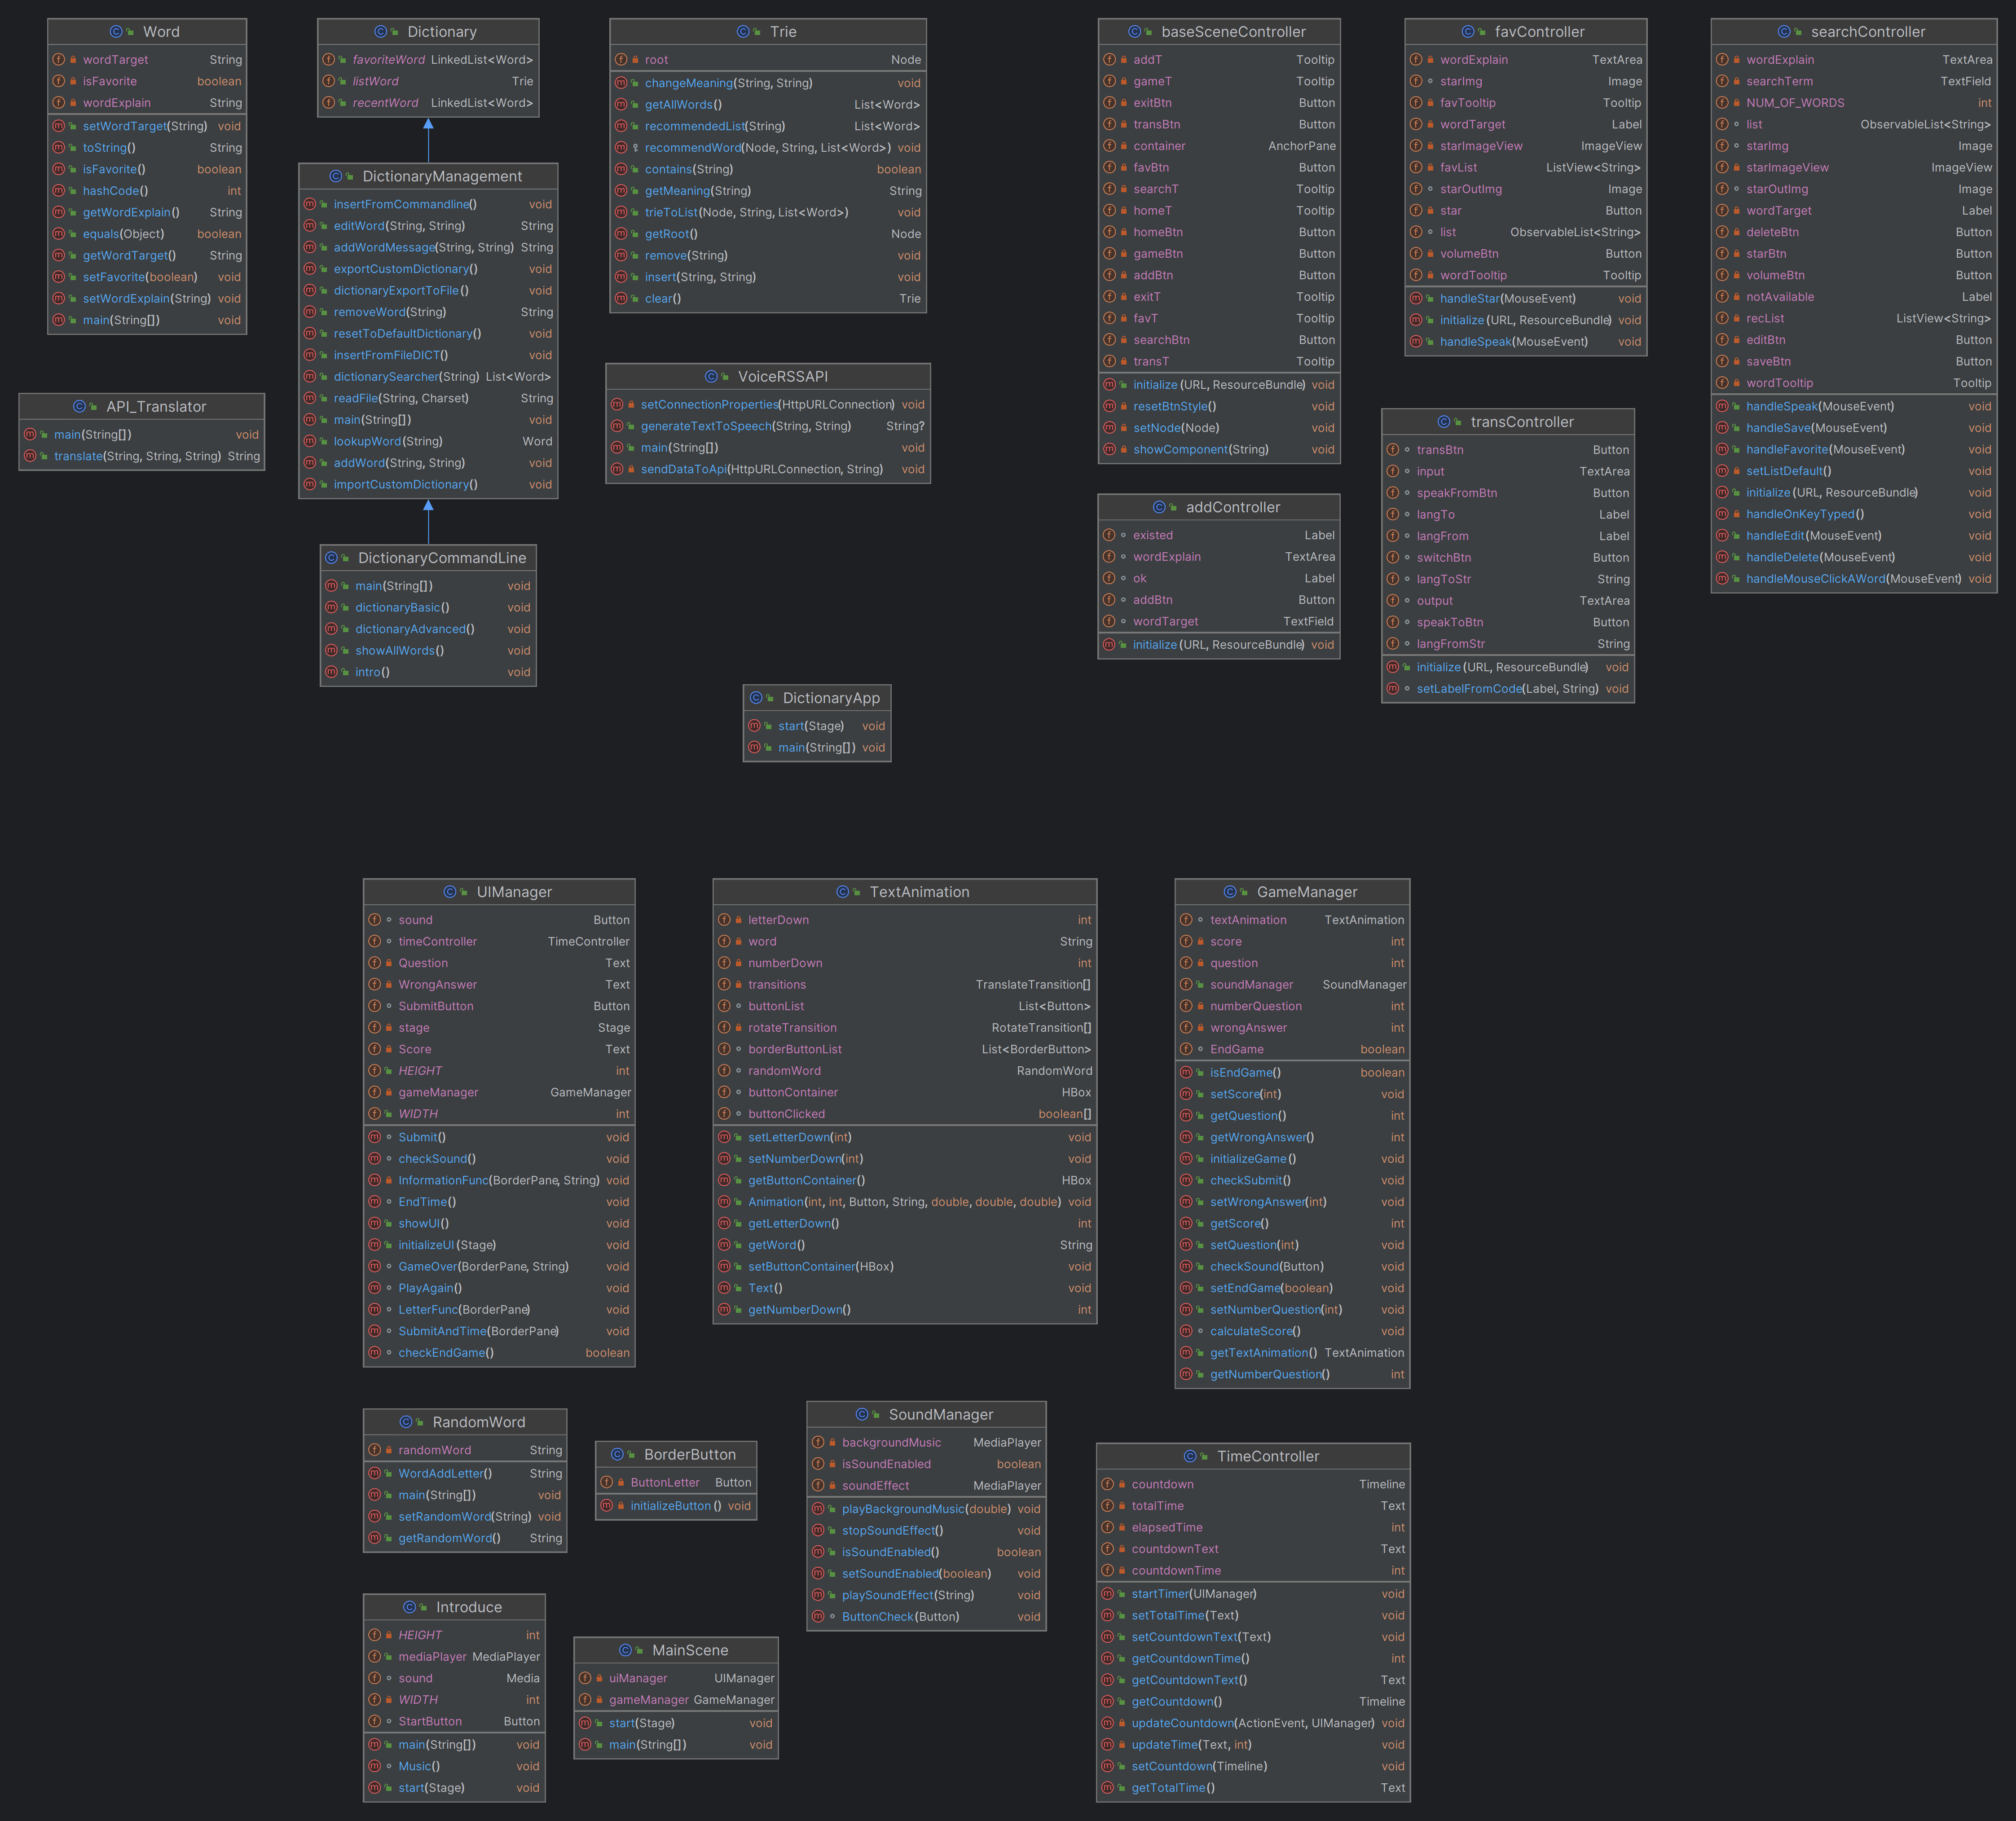 Word
wordTarget String
isFavorite boolean
wordExplain String
setWordTarget(String) void
toString() String
isFavorite() boolean
hashCode() int
getWordExplain() String
equals(Object) boolean
getWordTarget() String
setFavorite(boolean) void
setWordExplain(String) void
main(String[]) void
API_Translator
main(String[]) void
translate(String, String, String) String
Dictionary
favoriteWord LinkedList<Word>
listWord Trie
recentWord LinkedList<Word>
DictionaryManagement
insertFromCommandline() void
editWord(String, String) String
addWordMessage(String, String) String
exportCustomDictionary() void
dictionaryExportToFile() void
removeWord(String) String
resetToDefaultDictionary() void
insertFromFileDICT() void
dictionarySearcher(String) List<Word>
readFile(String, Charset) String
main(String[]) void
lookupWord(String) Word
addWord(String, String) void
importCustomDictionary() void
DictionaryCommandLine
main(String[]) void
dictionaryBasic() void
dictionaryAdvanced() void
showAllWords() void
intro() void
Trie
root Node
changeMeaning(String, String) void
getAllWords() List<Word>
recommendedList(String) List<Word>
recommendWord(Node, String, List<Word>) void
contains(String) boolean
getMeaning(String) String
trieToList(Node, String, List<Word>) void
getRoot() Node
remove(String) void
insert(String, String) void
clear() Trie
VoiceRSSAPI
setConnectionProperties(HttpURLConnection) void
generateTextToSpeech(String, String) String?
main(String[]) void
sendDataToApi(HttpURLConnection, String) void
DictionaryApp
start(Stage) void
main(String[]) void
baseSceneController
addT Tooltip
gameT Tooltip
exitBtn Button
transBtn Button
container AnchorPane
favBtn Button
searchT Tooltip
homeT Tooltip
homeBtn Button
gameBtn Button
addBtn Button
exitT Tooltip
favT Tooltip
searchBtn Button
transT Tooltip
initialize(URL, ResourceBundle) void
resetBtnStyle() void
setNode(Node) void
showComponent(String) void
addController
existed Label
wordExplain TextArea
ok Label
addBtn Button
wordTarget TextField
initialize(URL, ResourceBundle) void
favController
wordExplain TextArea
starImg Image
favTooltip Tooltip
wordTarget Label
starImageView ImageView
favList ListView<String>
starOutImg Image
star Button
list ObservableList<String>
volumeBtn Button
wordTooltip Tooltip
handleStar(MouseEvent) void
initialize(URL, ResourceBundle) void
handleSpeak(MouseEvent) void
transController
transBtn Button
input TextArea
speakFromBtn Button
langTo Label
langFrom Label
switchBtn Button
langToStr String
output TextArea
speakToBtn Button
langFromStr String
initialize(URL, ResourceBundle) void
setLabelFromCode(Label, String) void
searchController
wordExplain TextArea
searchTerm TextField
NUM_OF_WORDS int
list ObservableList<String>
starImg Image
starImageView ImageView
starOutImg Image
wordTarget Label
deleteBtn Button
starBtn Button
volumeBtn Button
notAvailable Label
recList ListView<String>
editBtn Button
saveBtn Button
wordTooltip Tooltip
handleSpeak(MouseEvent) void
handleSave(MouseEvent) void
handleFavorite(MouseEvent) void
setListDefault() void
initialize(URL, ResourceBundle) void
handleOnKeyTyped() void
handleEdit(MouseEvent) void
handleDelete(MouseEvent) void
handleMouseClickAWord(MouseEvent) void
UIManager
sound Button
timeController TimeController
Question Text
WrongAnswer Text
SubmitButton Button
stage Stage
Score Text
HEIGHT int
gameManager GameManager
WIDTH int
Submit() void
checkSound() void
InformationFunc(BorderPane, String) void
EndTime() void
showUI() void
initializeUI(Stage) void
GameOver(BorderPane, String) void
PlayAgain() void
LetterFunc(BorderPane) void
SubmitAndTime(BorderPane) void
checkEndGame() boolean
TextAnimation
letterDown int
word String
numberDown int
transitions TranslateTransition[]
buttonList List<Button>
rotateTransition RotateTransition[]
borderButtonList List<BorderButton>
randomWord RandomWord
buttonContainer HBox
buttonClicked boolean[]
setLetterDown(int) void
setNumberDown(int) void
getButtonContainer() HBox
Animation(int, int, Button, String, double, double, double) void
getLetterDown() int
getWord() String
setButtonContainer(HBox) void
Text() void
getNumberDown() int
GameManager
textAnimation TextAnimation
score int
question int
soundManager SoundManager
numberQuestion int
wrongAnswer int
EndGame boolean
isEndGame() boolean
setScore(int) void
getQuestion() int
getWrongAnswer() int
initializeGame() void
checkSubmit() void
setWrongAnswer(int) void
getScore() int
setQuestion(int) void
checkSound(Button) void
setEndGame(boolean) void
setNumberQuestion(int) void
calculateScore() void
getTextAnimation() TextAnimation
getNumberQuestion() int
RandomWord
randomWord String
WordAddLetter() String
main(String[]) void
setRandomWord(String) void
getRandomWord() String
BorderButton
ButtonLetter Button
initializeButton() void
SoundManager
backgroundMusic MediaPlayer
isSoundEnabled boolean
soundEffect MediaPlayer
playBackgroundMusic(double) void
stopSoundEffect() void
isSoundEnabled() boolean
setSoundEnabled(boolean) void
playSoundEffect(String) void
ButtonCheck(Button) void
TimeController
countdown Timeline
totalTime Text
elapsedTime int
countdownText Text
countdownTime int
startTimer(UIManager) void
setTotalTime(Text) void
setCountdownText(Text) void
getCountdownTime() int
getCountdownText() Text
getCountdown() Timeline
updateCountdown(ActionEvent, UIManager) void
updateTime(Text, int) void
setCountdown(Timeline) void
getTotalTime() Text
Introduce
HEIGHT int
mediaPlayer MediaPlayer
sound Media
WIDTH int
StartButton Button
main(String[]) void
Music() void
start(Stage) void
MainScene
uiManager UIManager
gameManager GameManager
start(Stage) void
main(String[]) void